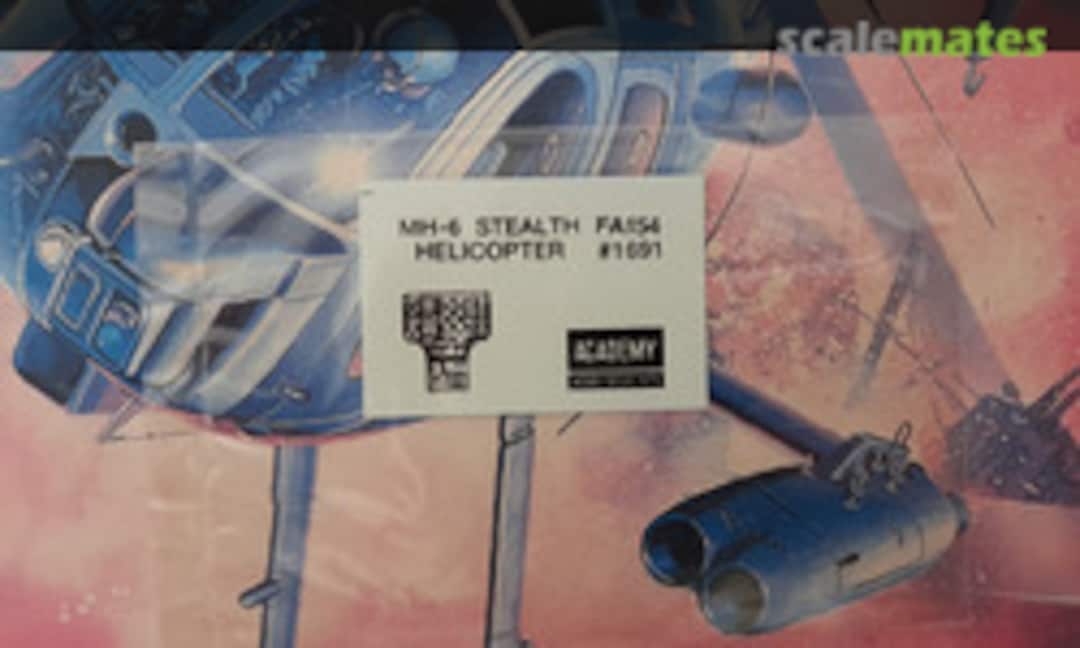 scalemates
MH-6 STEALTH FA154
HELICOPTER #1691
ACADEMY